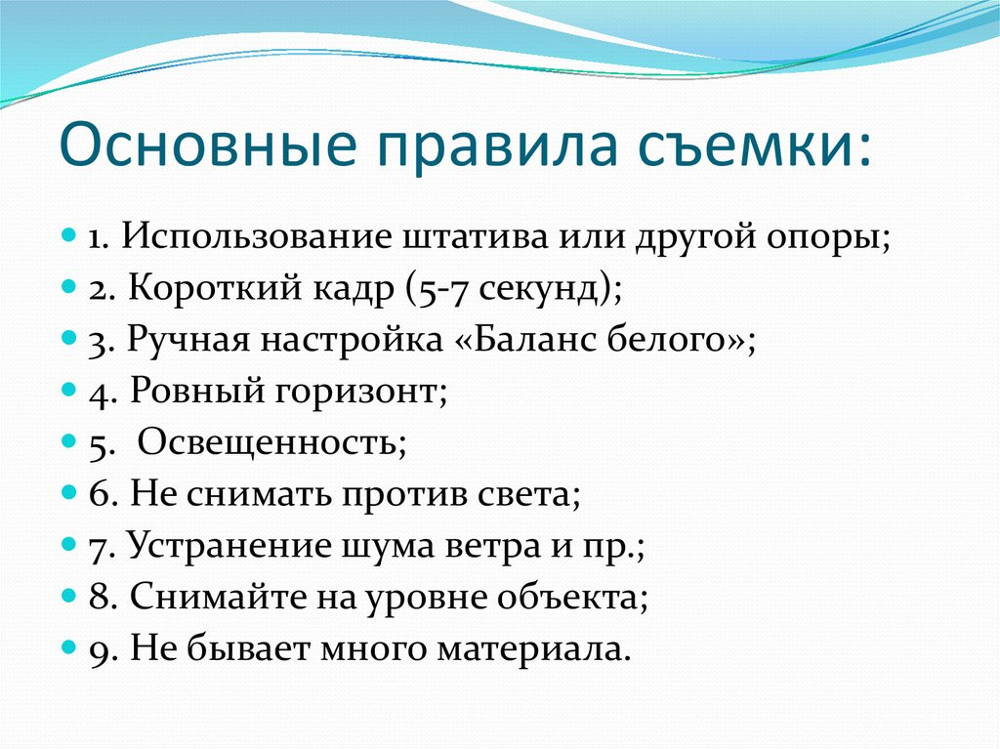 Основные правила съемки:
1. Использование штатива или другой опоры;
2. Короткий кадр (5-7 секунд);
3. Ручная настройка «Баланс белого»;
4. Ровный горизонт;
5. Освещенность;
6. Не снимать против света;
7. Устранение шума ветра и пр.;
8. Снимайте на уровне объекта;
9. Не бывает много материала.